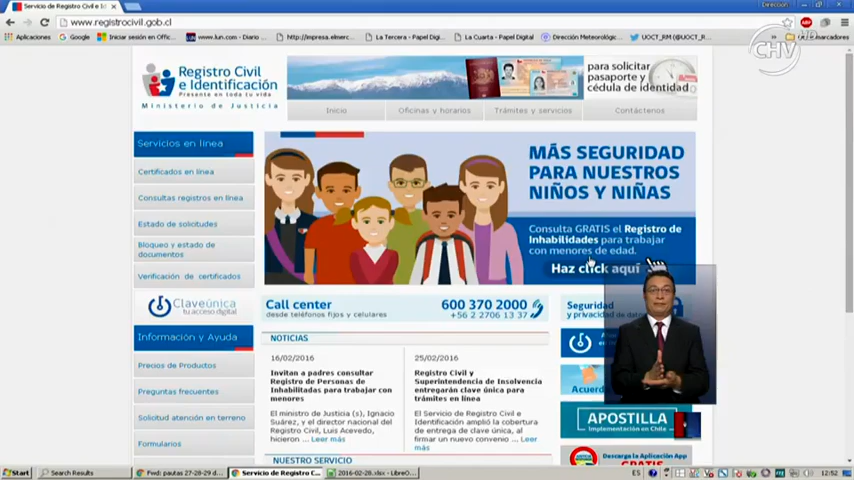 Servicio de Registro Civil e I
Dirección
www.registrocivil.gob.cl
Aplicaciones
Google
Iniciar sesión en Offic...
www.lun.com - Diario ...
http://impresa.elmerc...
La Tercera - Papel Digi...
La Cuarta - Papel Digital
Dirección Meteorológic...
UOCT_RM (@UOCT_R...
marcadores
CHV
HD
Registro Civil
e Identificación
Presente en toda tu vida
Ministerio de Justicia
para solicitar
pasaporte y
cédula de identidad
Inicio
Oficinas y horarios
Trámites y servicios
Contáctenos
Servicios en línea
Certificados en línea
Consultas registros en línea
Estado de solicitudes
Bloqueo y estado de
documentos
Verificación de certificados
MÁS SEGURIDAD
PARA NUESTROS
NIÑOS Y NIÑAS
Consulta GRATIS el Registro de
Inhabilidades para trabajar
con menores de edad.
Haz click aquí
Claveúnica
tu acceso digital
Call center
desde teléfonos fijos y celulares
600 370 2000
+56 2 2706 13 37
Seguridad
y privacidad de datos
Información y Ayuda
Precios de Productos
Preguntas frecuentes
Solicitud atención en terreno
Formularios
NOTICIAS
16/02/2016
Invitan a padres consultar
Registro de Personas de
Inhabilitadas para trabajar con
menores
El ministro de Justicia (s), Ignacio
Suárez, y el director nacional del
Registro Civil, Luis Acevedo,
hicieron ... Leer más
25/02/2016
Registro Civil y
Superintendencia de Insolvencia
entregarán clave única para
trámites en línea
El Servicio de Registro Civil e
Identificación amplió la cobertura
de entrega de clave única, al
firmar un nuevo convenio ... Leer
más
NUESTRO SERVICIO
Acuerd
APOSTILLA
Implementación en Chile
Descarga la Aplicación App
GRATIS
Start
Search Results
Fwd: pautas 27-28-29 d...
Servicio de Registro C...
2016-02-26.xlsx - LibreO...
ES
12:52